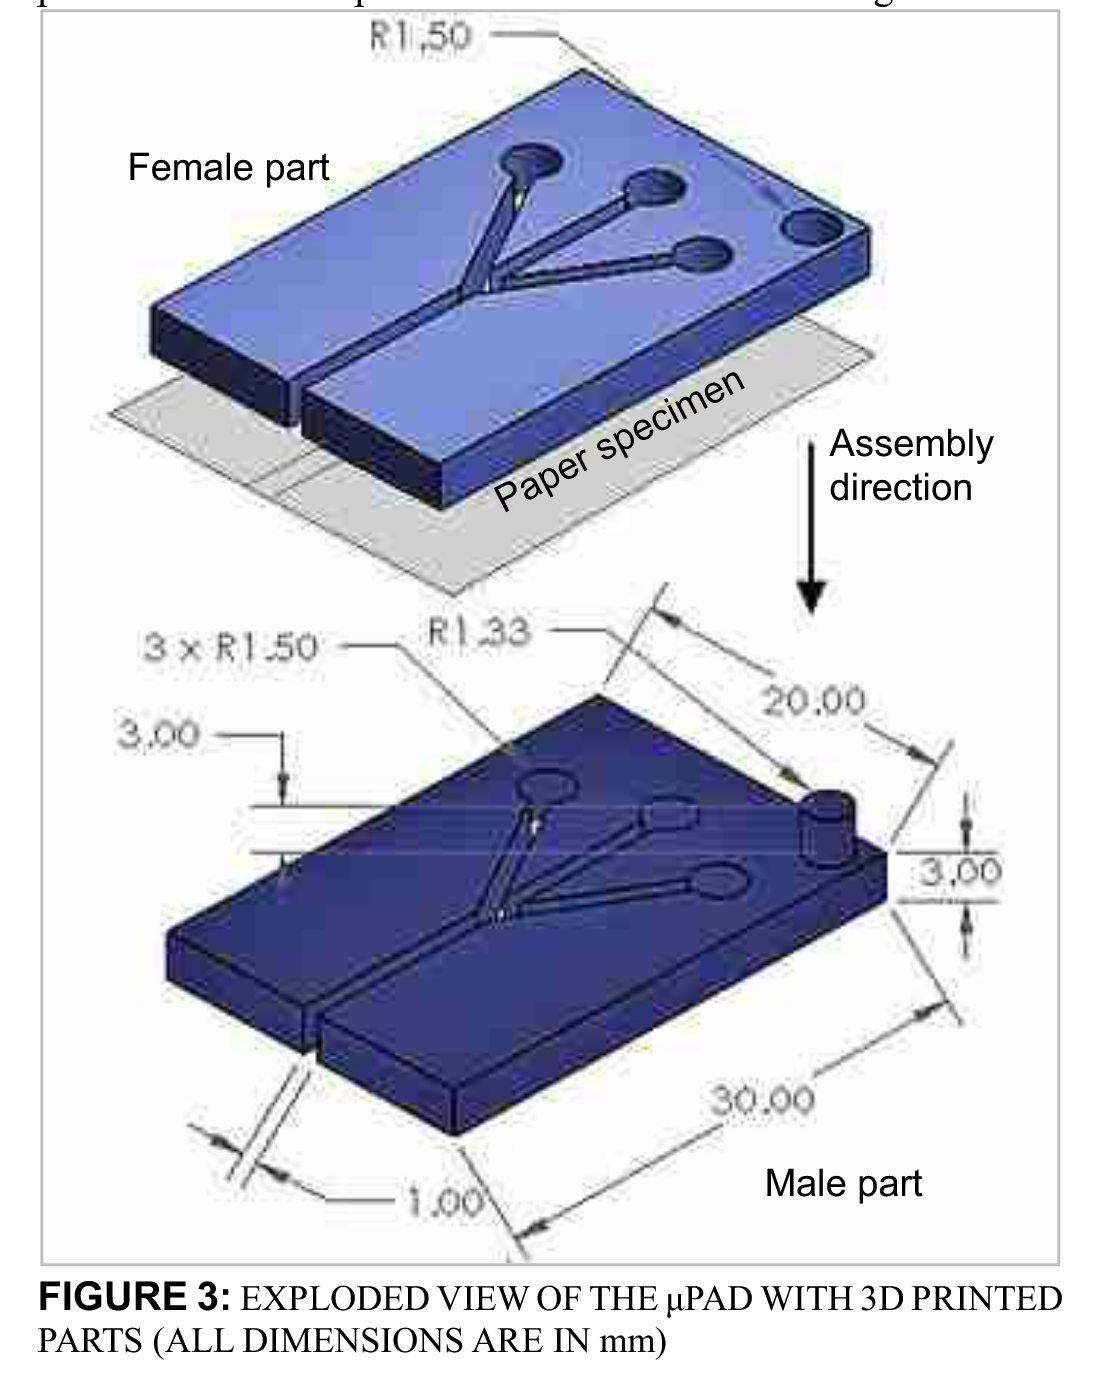 R1.50
Female part
Paper specimen
Assembly
direction
3 x R1.50
R1.33
20.00
3.00
3.00
30.00
1.00
Male part
FIGURE 3: EXPLODED VIEW OF THE µPAD WITH 3D PRINTED
PARTS (ALL DIMENSIONS ARE IN mm)